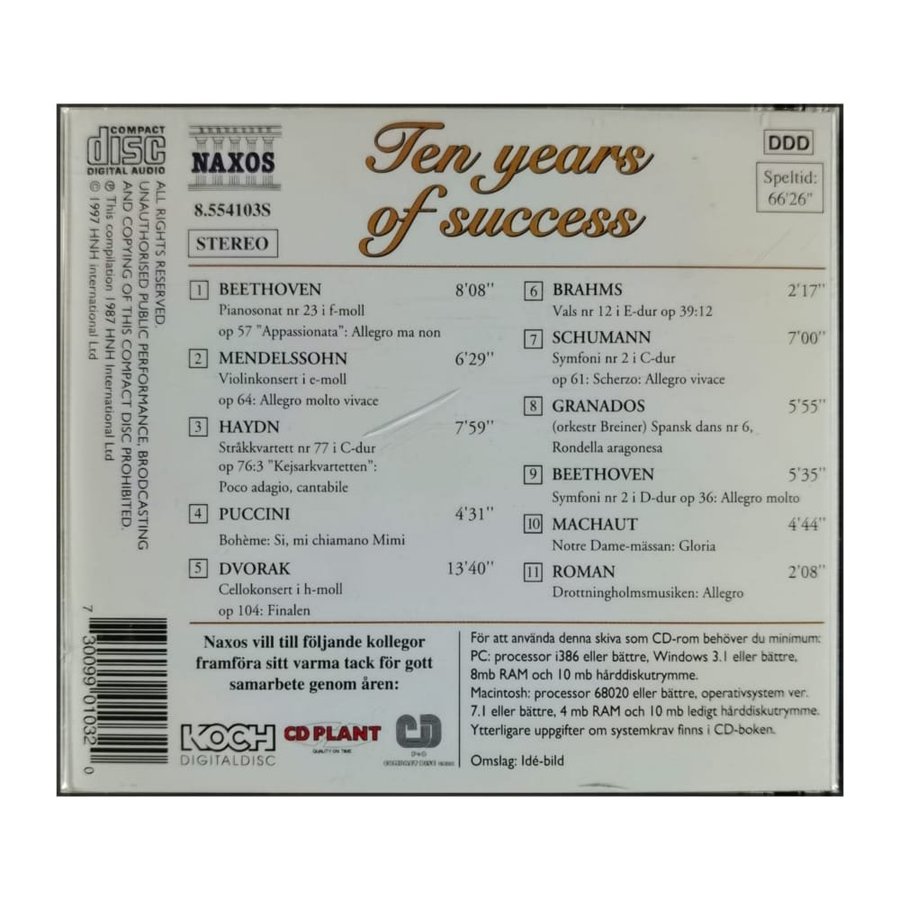 COMPACT
disc
DIGITAL AUDIO
NAXOS
8.554103S
STEREO
Ten years
of success
DDD
Speltid:
66'26"
ALL RIGHTS RESERVED.
UNAUTHORISED PUBLIC PERFORMANCE, BRODCASTING
AND COPYING OF THIS COMPACT DISC PROHIBITED.
℗ This compilation 1987 HNH International Ltd
© 1997 HNH international Ltd
1 BEETHOVEN 8'08"
Pianosonat nr 23 i f-moll
op 57 "Appassionata": Allegro ma non
2 MENDELSSOHN 6'29"
Violinkonsert i e-moll
op 64: Allegro molto vivace
3 HAYDN 7'59"
Stråkkvartett nr 77 i C-dur
op 76:3 "Kejsarkvartetten":
Poco adagio, cantabile
4 PUCCINI 4'31"
Bohème: Si, mi chiamano Mimi
5 DVORAK 13'40"
Cellokonsert i h-moll
op 104: Finalen
6 BRAHMS 2'17"
Vals nr 12 i E-dur op 39:12
7 SCHUMANN 7'00"
Symfoni nr 2 i C-dur
op 61: Scherzo: Allegro vivace
8 GRANADOS 5'55"
(orkestr Breiner) Spansk dans nr 6,
Rondella aragonesa
9 BEETHOVEN 5'35"
Symfoni nr 2 i D-dur op 36: Allegro molto
10 MACHAUT 4'44"
Notre Dame-mässan: Gloria
11 ROMAN 2'08"
Drottningholmsmusiken: Allegro
7 30099 01032 0
Naxos vill till följande kollegor
framföra sitt varma tack för gott
samarbete genom åren:
KOCH
DIGITALDISC
CD PLANT
QUALITY ON TIME
CD
COMPACT DISC
För att använda denna skiva som CD-rom behöver du minimum:
PC: processor i386 eller bättre, Windows 3.1 eller bättre,
8mb RAM och 10 mb hårddiskutrymme.
Macintosh: processor 68020 eller bättre, operativsystem ver.
7.1 eller bättre, 4 mb RAM och 10 mb ledigt hårddiskutrymme.
Ytterligare uppgifter om systemkrav finns i CD-boken.
Omslag: Idé-bild